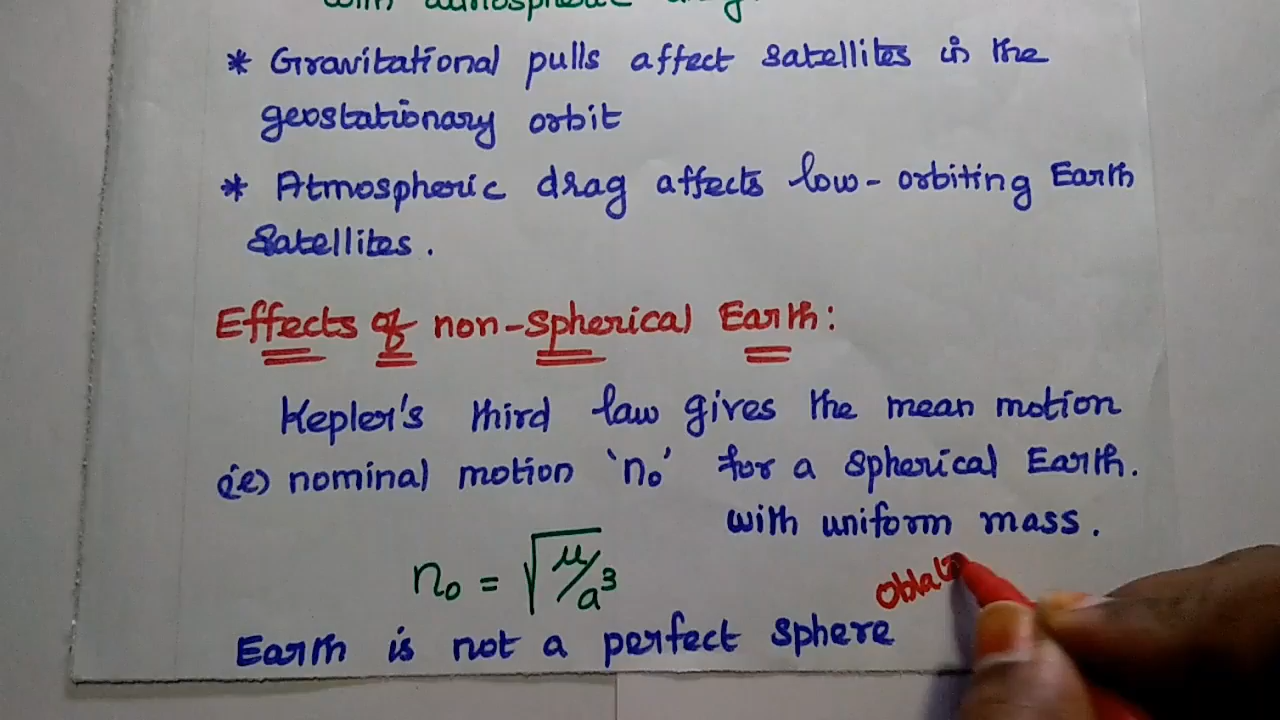 * Gravitational pulls affect satellites in the
geostationary orbit
* Atmospheric drag affects low-orbiting Earth
Satellites.
Effects of non-Spherical Earth:
Kepler's third law gives the mean motion
(ie) nominal motion 'n₀' for a spherical Earth.
with uniform mass.
n₀ = √μ/a³
Earth is not a perfect sphere